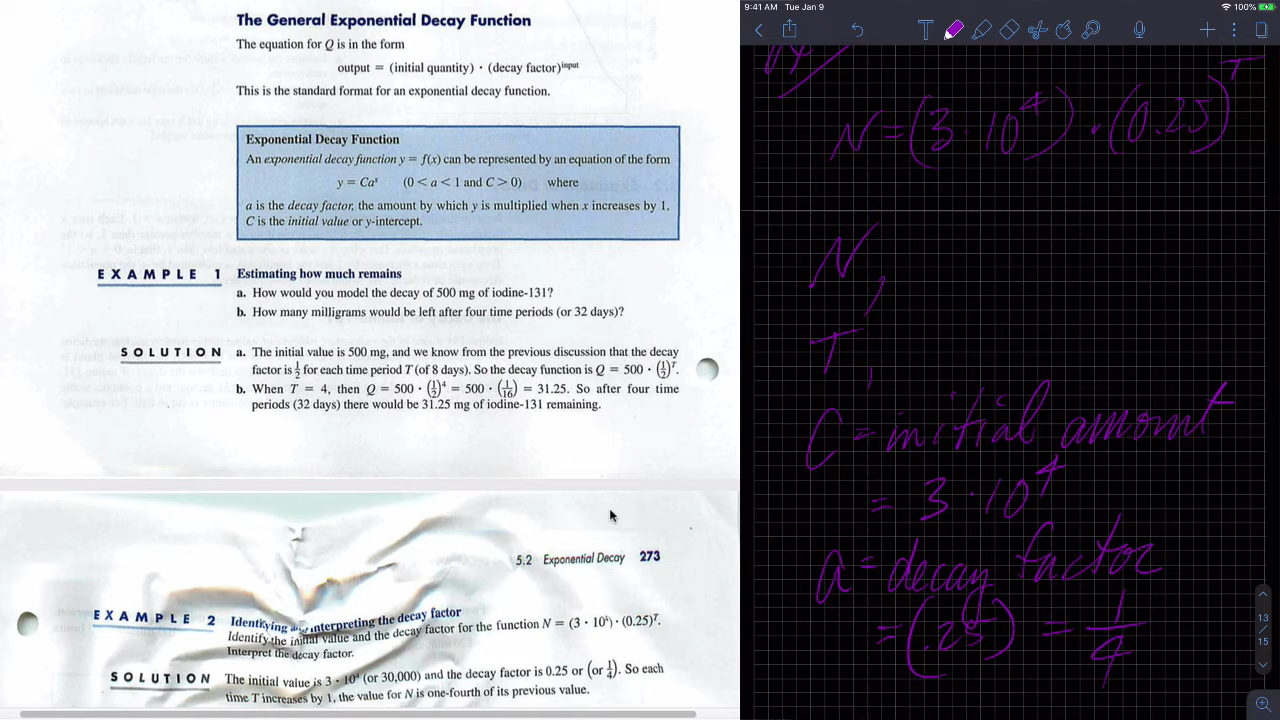 The General Exponential Decay Function
The equation for Q is in the form
output = (initial quantity) · (decay factor)^input
This is the standard format for an exponential decay function.
Exponential Decay Function
An exponential decay function y = f(x) can be represented by an equation of the form
y = Ca^x (0 < a < 1 and C > 0) where
a is the decay factor, the amount by which y is multiplied when x increases by 1.
C is the initial value or y-intercept.
EXAMPLE 1 Estimating how much remains
a. How would you model the decay of 500 mg of iodine-131?
b. How many milligrams would be left after four time periods (or 32 days)?
SOLUTION a. The initial value is 500 mg, and we know from the previous discussion that the decay
factor is 1/2 for each time period T (of 8 days). So the decay function is Q = 500 · (1/2)^T.
b. When T = 4, then Q = 500 · (1/2)^4 = 500 · (1/16) = 31.25. So after four time
periods (32 days) there would be 31.25 mg of iodine-131 remaining.
5.2 Exponential Decay 273
EXAMPLE 2 Identifying interpreting the decay factor
Identify the initial value and the decay factor for the function N = (3 · 10^4) · (0.25)^T.
Interpret the decay factor.
SOLUTION The initial value is 3 · 10^4 (or 30,000) and the decay factor is 0.25 or (or 1/4). So each
time T increases by 1, the value for N is one-fourth of its previous value.
9:41 AM Tue Jan 9
100%
N = (3 · 10^4) · (0.25)^T
N,
T,
C = initial amount
= 3 · 10^4
a = decay factor
= (.25) = 1/4
13
15